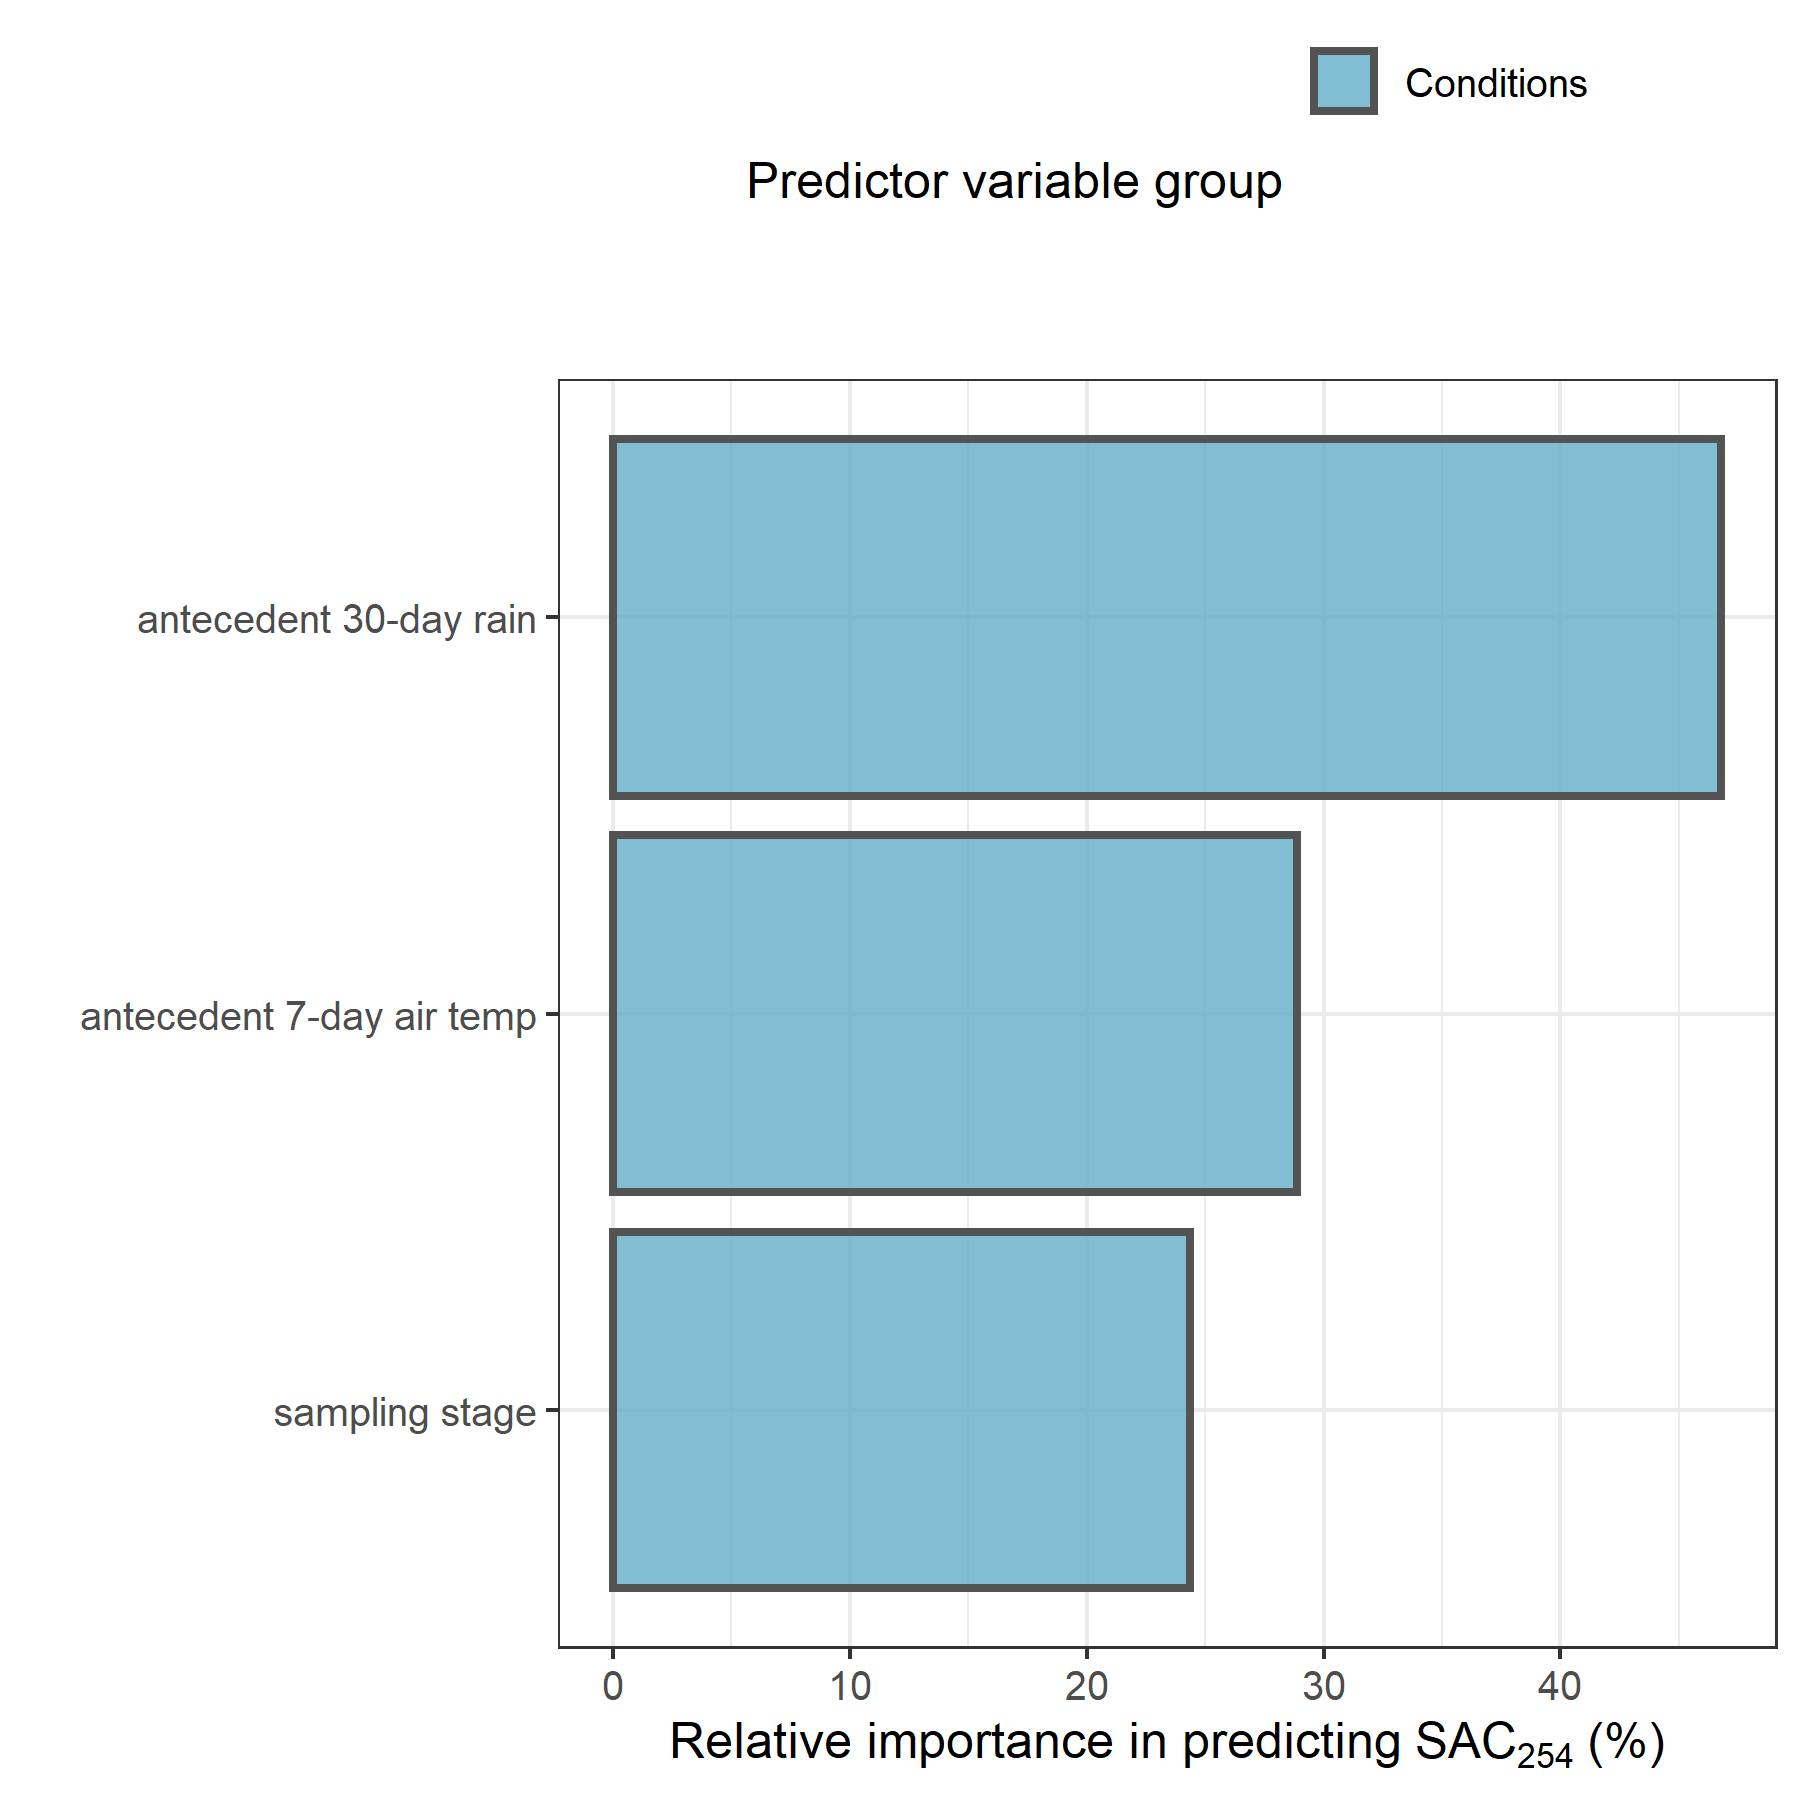 Conditions
Predictor variable group
antecedent 30-day rain
antecedent 7-day air temp
sampling stage
0 10 20 30 40
Relative importance in predicting SAC₂₅₄ (%)